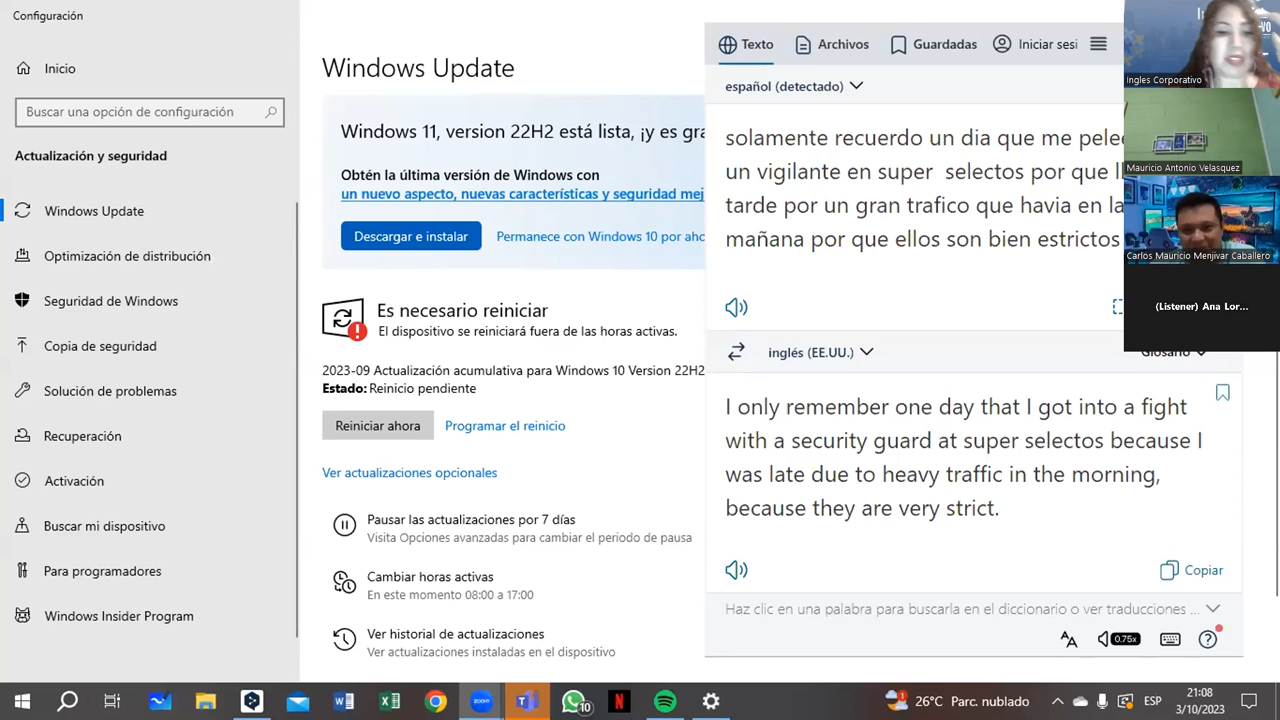 Configuración
Inicio
Buscar una opción de configuración
Actualización y seguridad
Windows Update
Optimización de distribución
Seguridad de Windows
Copia de seguridad
Solución de problemas
Recuperación
Activación
Buscar mi dispositivo
Para programadores
Windows Insider Program
Windows Update
Windows 11, version 22H2 está lista, ¡y es
Obtén la última versión de Windows con
un nuevo aspecto, nuevas características y seguridad
Descargar e instalar
Permanece con Windows 10 por
Es necesario reiniciar
El dispositivo se reiniciará fuera de las horas activas.
2023-09 Actualización acumulativa para Windows 10 Version 22H2
Estado: Reinicio pendiente
Reiniciar ahora
Programar el reinicio
Ver actualizaciones opcionales
Pausar las actualizaciones por 7 días
Visita Opciones avanzadas para cambiar el periodo de pausa
Cambiar horas activas
En este momento 08:00 a 17:00
Ver historial de actualizaciones
Ver actualizaciones instaladas en el dispositivo
Texto
Archivos
Guardadas
Iniciar sesi
español (detectado)
solamente recuerdo un dia que me
un vigilante en super selectos por que
tarde por un gran trafico que havia en la
mañana por que ellos son bien estrictos
inglés (EE.UU.)
Glosario
I only remember one day that I got into a fight
with a security guard at super selectos because I
was late due to heavy traffic in the morning,
because they are very strict.
Copiar
Haz clic en una palabra para buscarla en el diccionario o ver traducciones ...
0.75x
Ingles Corporativo
Mauricio Antonio Velasquez
Carlos Mauricio Menjivar Caballero
(Listener) Ana Lor...
zoom
10
26°C Parc. nublado
ESP
21:08
3/10/2023